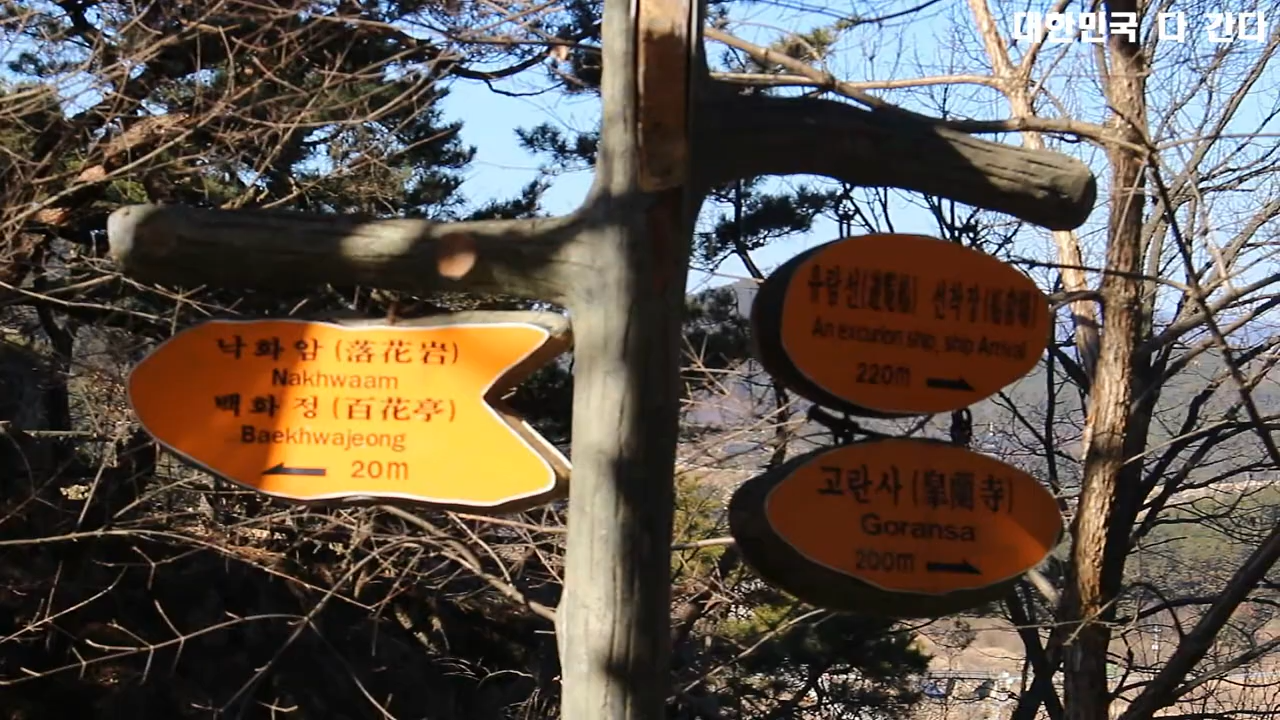 대한민국 다 간다
낙화암 (落花岩)
Nakhwaam
백화정 (百花亭)
Baekhwajeong
20m
유람선(遊覽船) 선착장(船着場)
An excurion ship, ship Arrival
220m
고란사 (皐蘭寺)
Goransa
200m